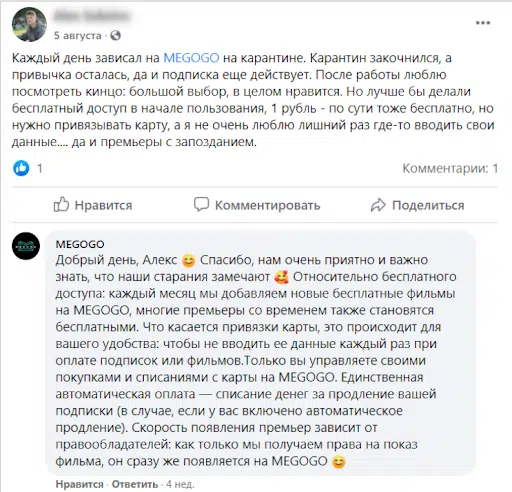 5 августа ·
Каждый день зависал на MEGOGO на карантине. Карантин закочнился, а
привычка осталась, да и подписка еще действует. После работы люблю
посмотреть кинцо: большой выбор, в целом нравится. Но лучше бы делали
бесплатный доступ в начале пользования, 1 рубль - по сути тоже бесплатно, но
нужно привязывать карту, а я не очень люблю лишний раз где-то вводить свои
данные.... да и премьеры с запозданием.
1
Комментарии: 1
Нравится Комментировать Поделиться
MEGOGO
Добрый день, Алекс 😊 Спасибо, нам очень приятно и важно
знать, что наши старания замечают 🥰 Относительно бесплатного
доступа: каждый месяц мы добавляем новые бесплатные фильмы
на MEGOGO, многие премьеры со временем также становятся
бесплатными. Что касается привязки карты, это происходит для
вашего удобства: чтобы не вводить ее данные каждый раз при
оплате подписок или фильмов.Только вы управляете своими
покупками и списаниями с карты на MEGOGO. Единственная
автоматическая оплата — списание денег за продление вашей
подписки (в случае, если у вас включено автоматическое
продление). Скорость появления премьер зависит от
правообладателей: как только мы получаем права на показ
фильма, он сразу же появляется на MEGOGO 😊
Нравится · Ответить · 4 нед.